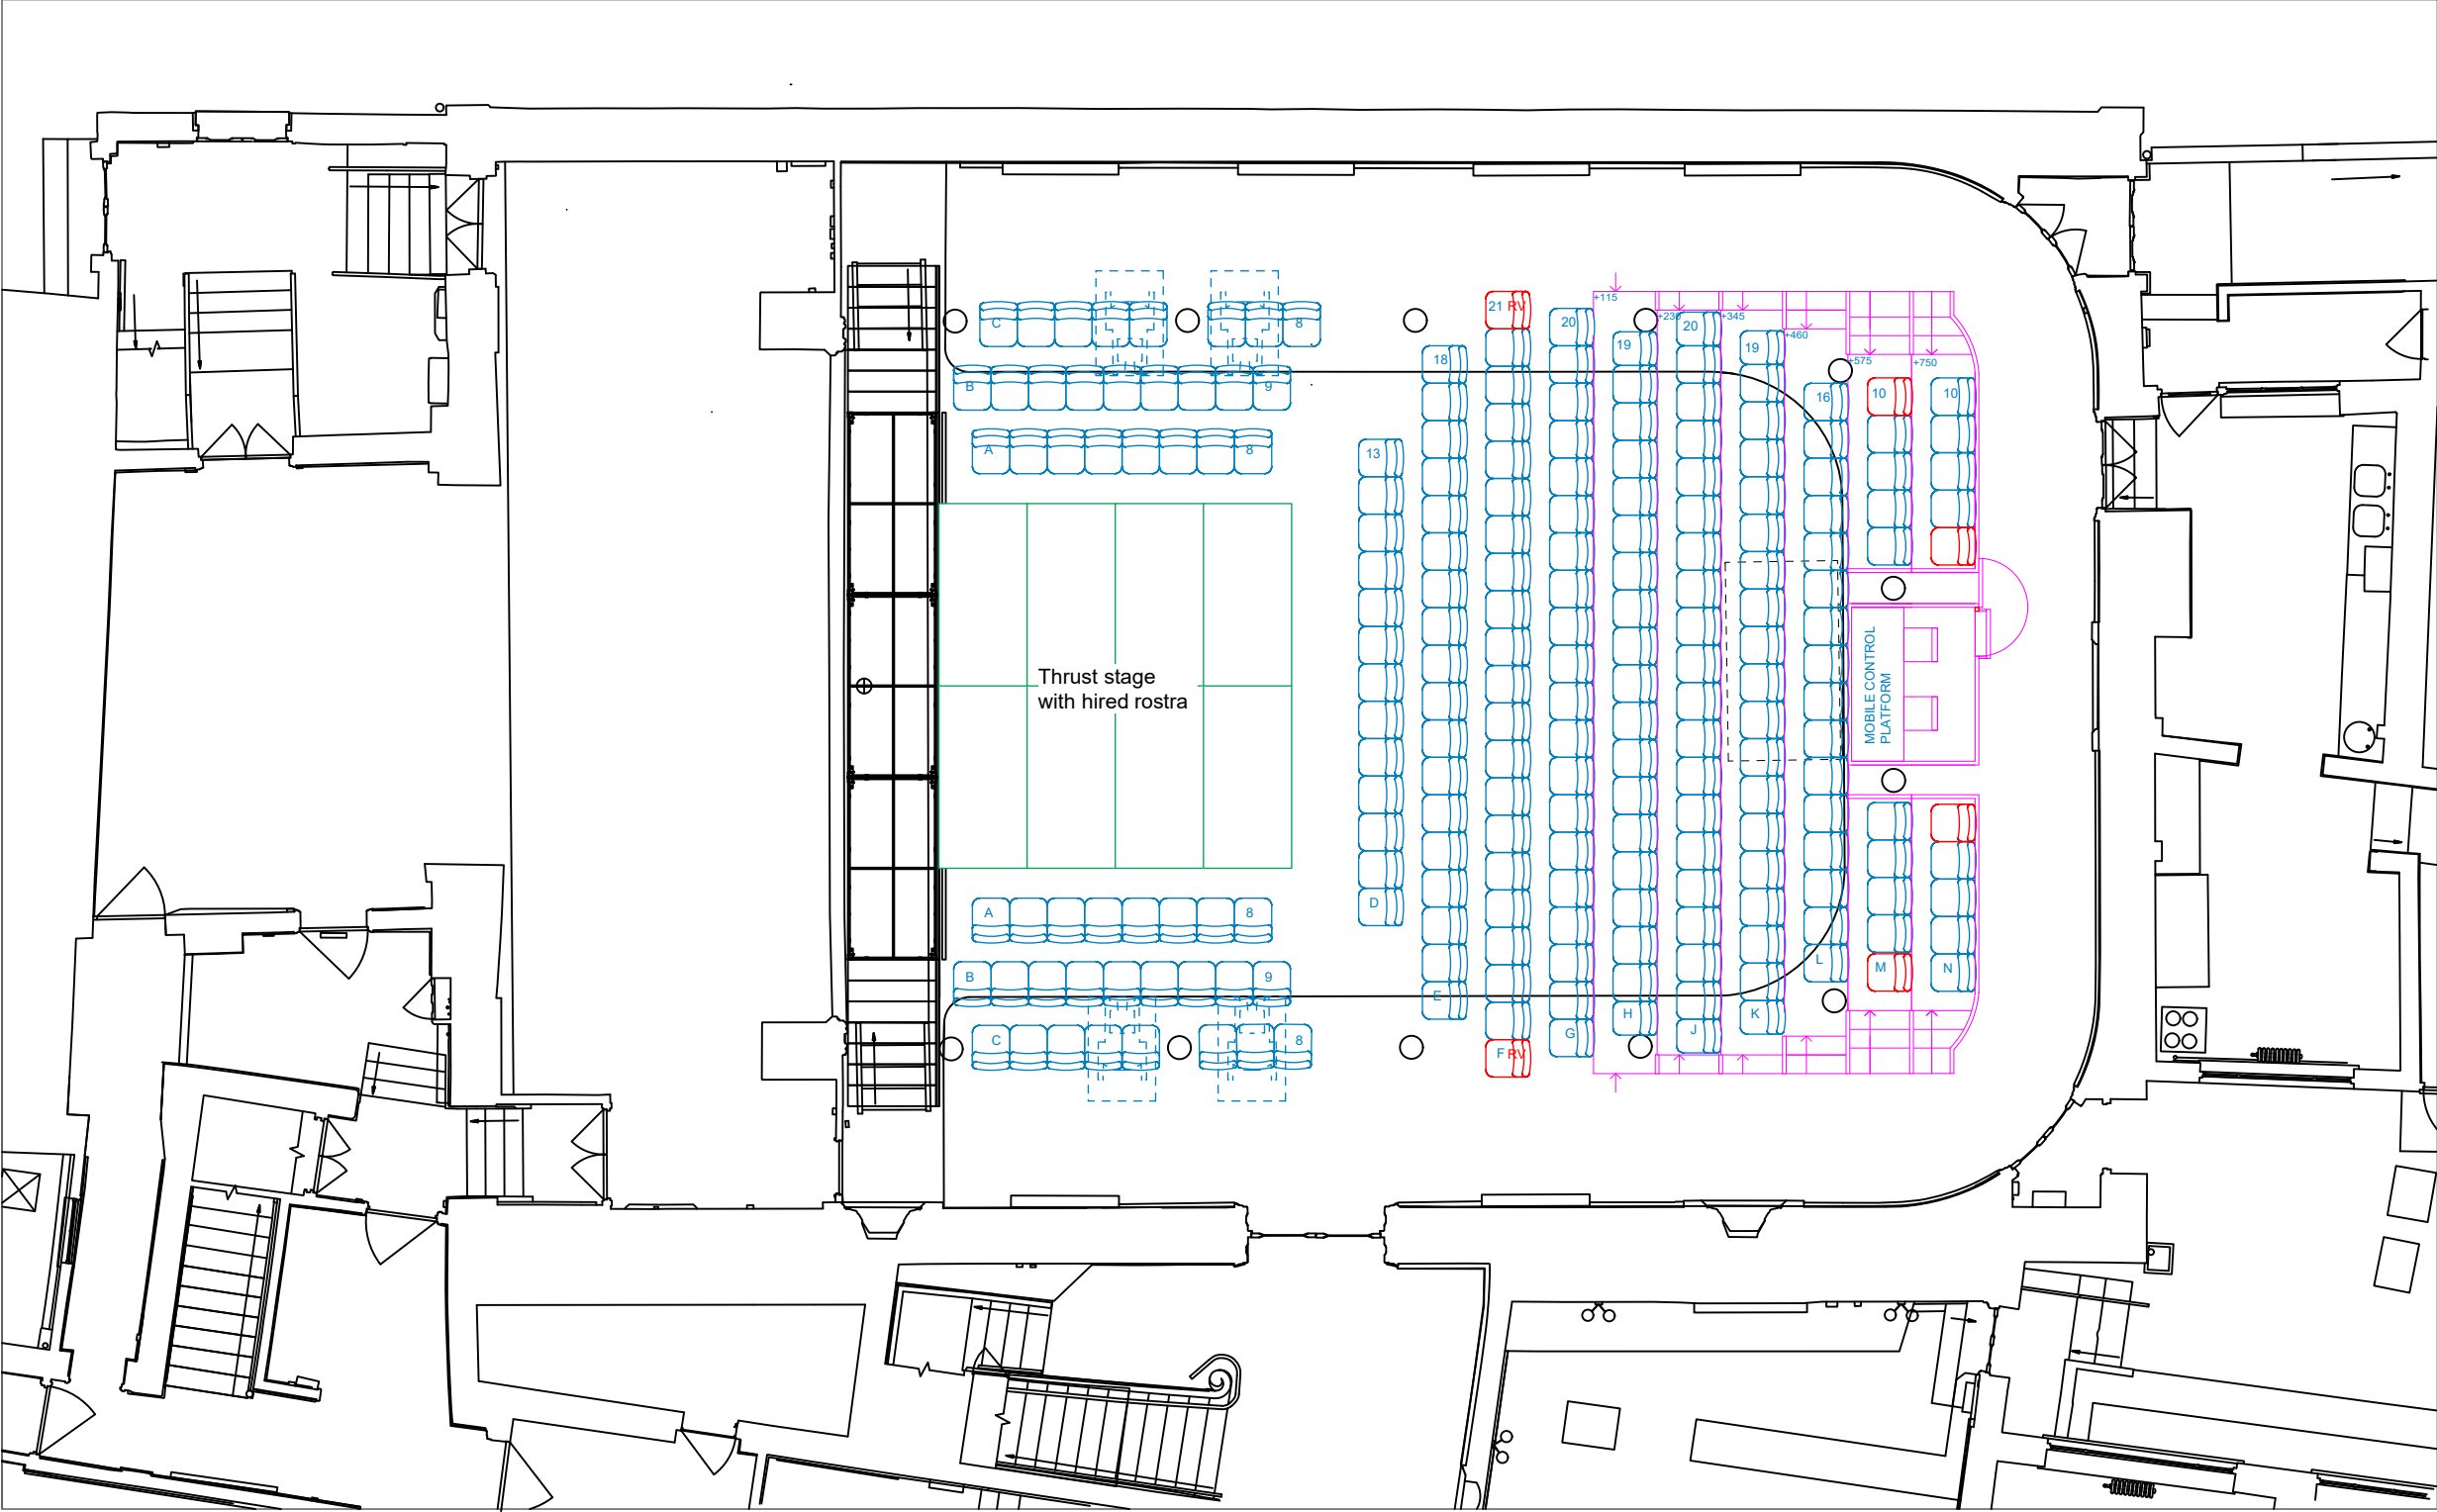 +115
21 RV
20
+230
20
+345
C
8
18
19
19
+460
+575
+750
B
9
16
10
10
A
8
13
Thrust stage
with hired rostra
MOBILE CONTROL
PLATFORM
A
8
D
B
9
L
M
N
E
C
8
F RV
G
H
J
K